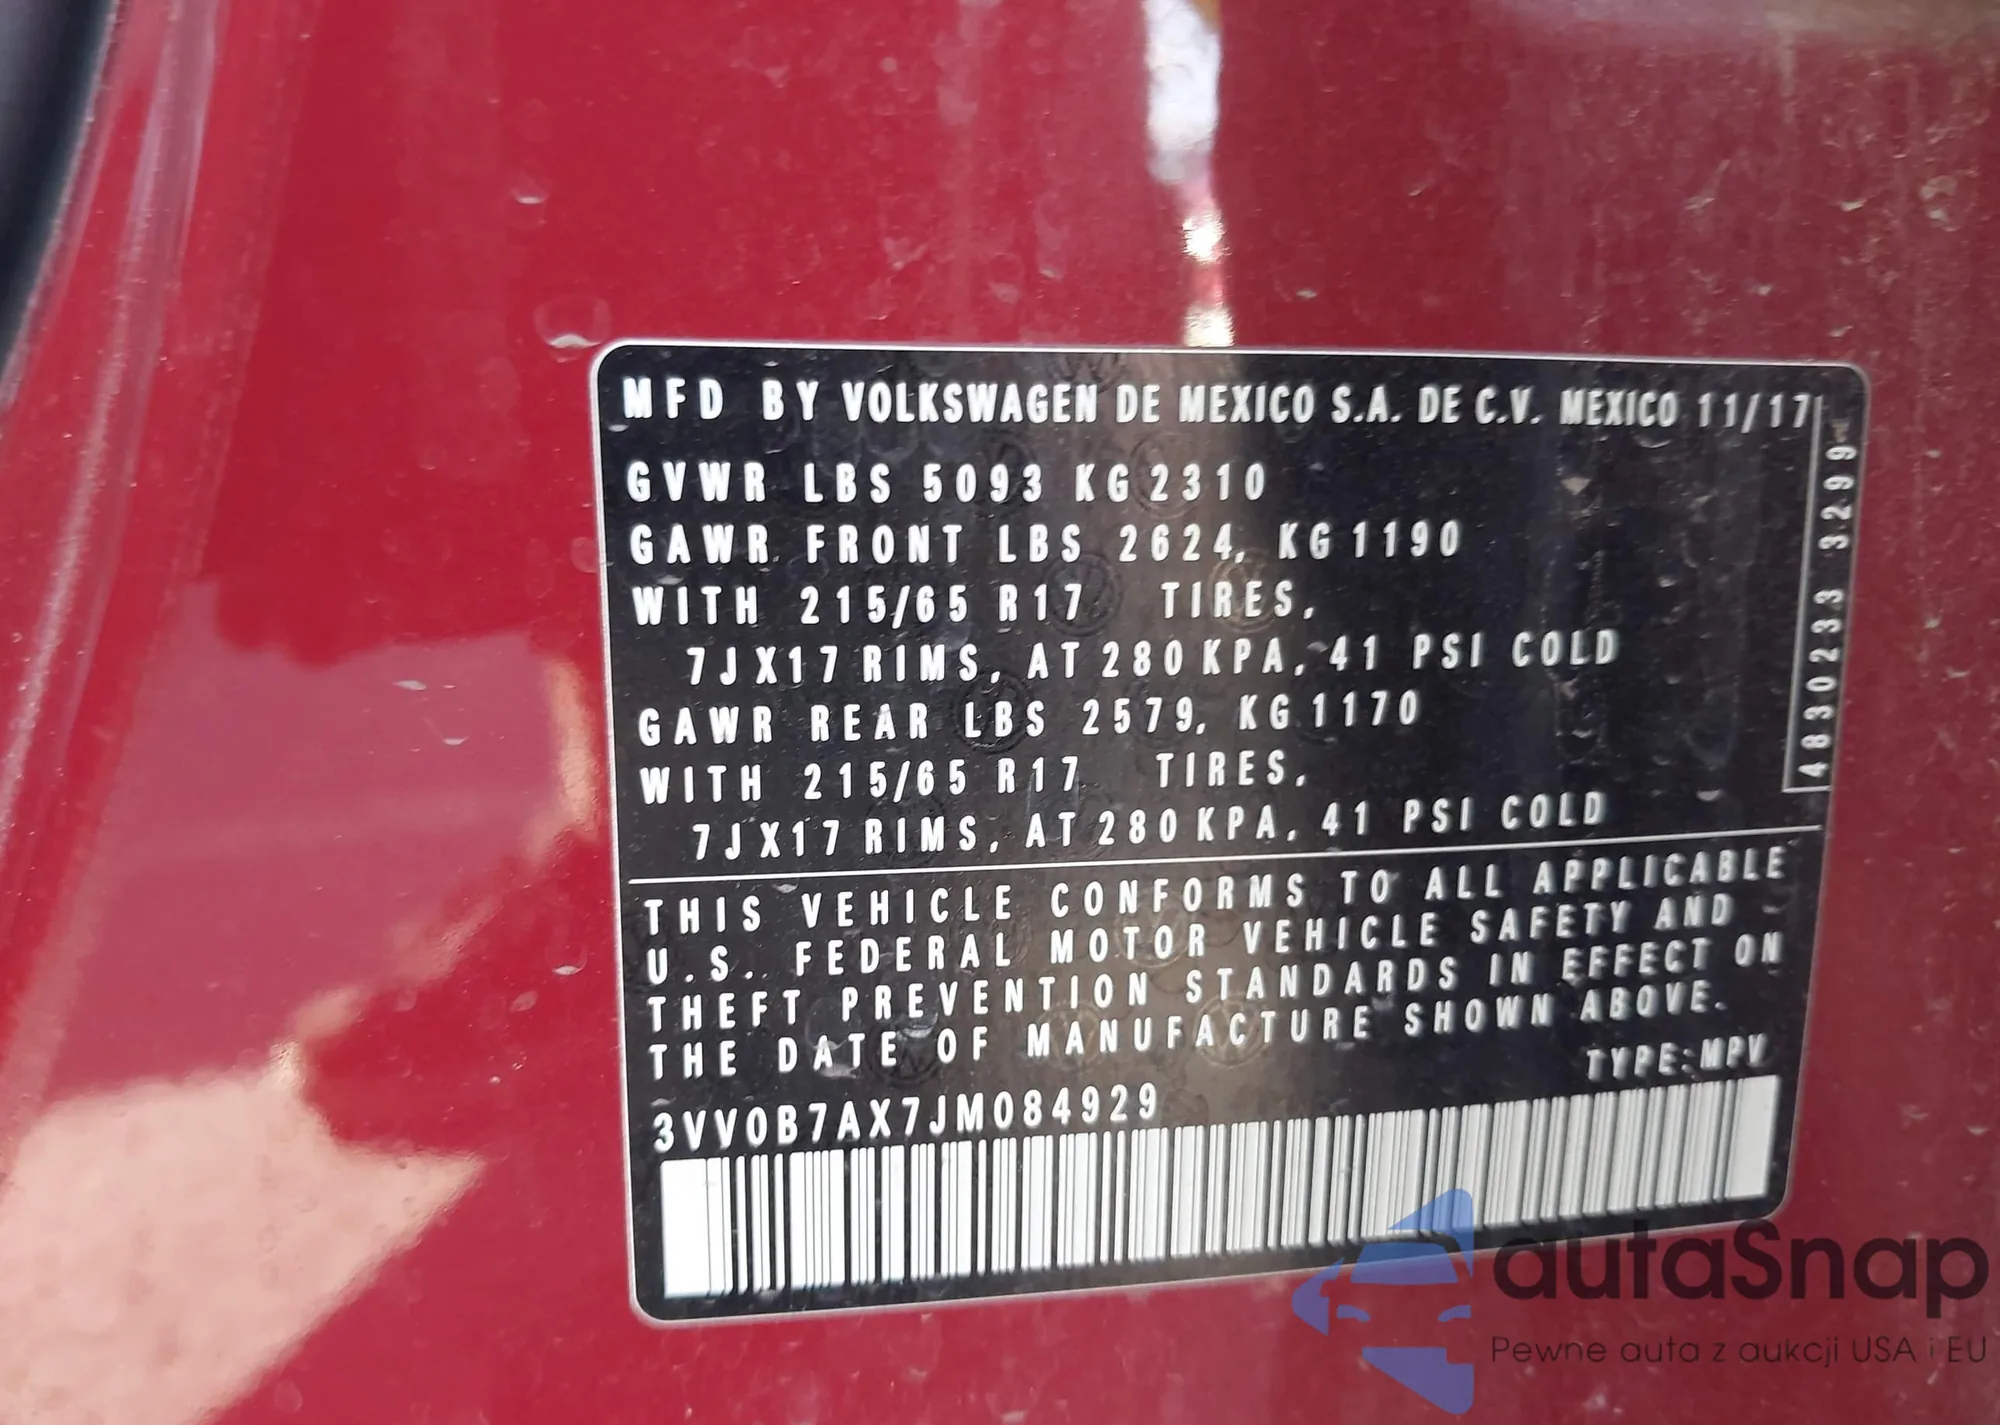 MFD BY VOLKSWAGEN DE MEXICO S.A. DE C.V. MEXICO 11/17
GVWR LBS 5093 KG 2310
GAWR FRONT LBS 2624, KG 1190
WITH 215/65 R17 TIRES,
7JX17 RIMS, AT 280 KPA, 41 PSI COLD
GAWR REAR LBS 2579, KG 1170
WITH 215/65 R17 TIRES,
7JX17 RIMS, AT 280 KPA, 41 PSI COLD
4830233 3299
THIS VEHICLE CONFORMS TO ALL APPLICABLE
U.S. FEDERAL MOTOR VEHICLE SAFETY AND
THEFT PREVENTION STANDARDS IN EFFECT ON
THE DATE OF MANUFACTURE SHOWN ABOVE.
TYPE:MPV
3VV0B7AX7JM084929
autaSnap
Pewne auta z aukcji USA i EU